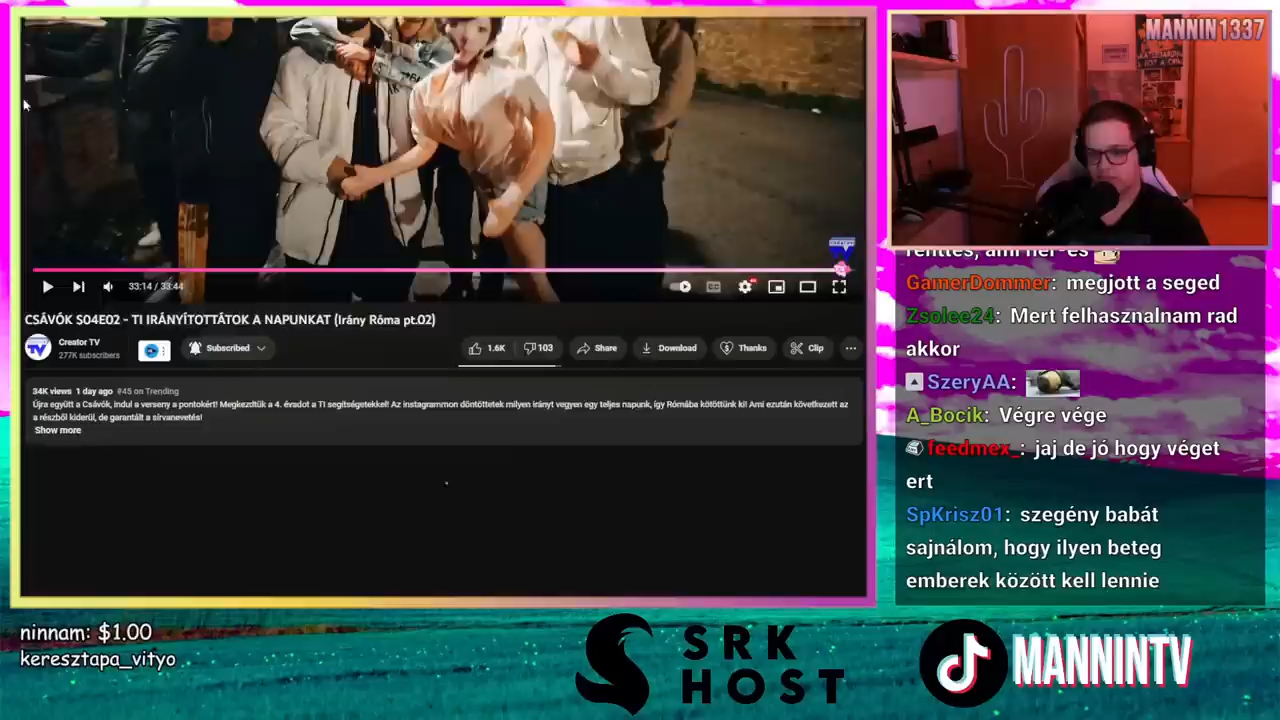 MANNIN1337
33:14 / 33:44
CSÁVÓK S04E02 - TI IRÁNYÍTOTTÁTOK A NAPUNKAT (Irány Róma pt.02)
Creator TV
277K subscribers
Subscribed
1.6K
103
Share
Download
Thanks
Clip
34K views 1 day ago #45 on Trending
Újra együtt a Csávók, indul a verseny a pontokért! Megkezdtük a 4. évadot a TI segítségetekkel! Az instagrammon döntöttetek milyen irányt vegyen egy teljes napunk, így Rómába kötöttünk ki! Ami ezután következett az
a részből kiderül, de garantált a sírvanevetés!
Show more
GamerDommer: megjott a seged
Zsolee24: Mert felhasznalnam rad
akkor
SzeryAA:
A_Bocik: Végre vége
feedmex_: jaj de jó hogy véget
ert
SpKrisz01: szegény babát
sajnálom, hogy ilyen beteg
emberek között kell lennie
ninnam: $1.00
keresztapa_vityo
SRK
HOST
MANNINTV